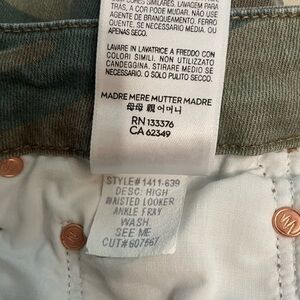 CORES SIMILARES. LAVAGEM PARA
TRÁS. A COR PODE MUDAR. NÃO USE
AGENTE DE BRANQUEAMENTO. FERRO
QUENTE, SE NECESSARIO. MÉDIA, OU
APENAS SECO.
LAVARE IN LAVATRICE A FREDDO CON
COLORI SIMILI. NON UTILIZZATO
CANDEGGINA. STIRARE MEDIO SE
NECESSARIO. O SOLO PULITO SECCO.
MADRE MERE MUTTER MADRE
母母 親 어머니
RN 133376
CA 62349
STYLE#1411-639
DESC: HIGH
WAISTED LOOKER
ANKLE FRAY
WASH
SEE ME
CUT#607567